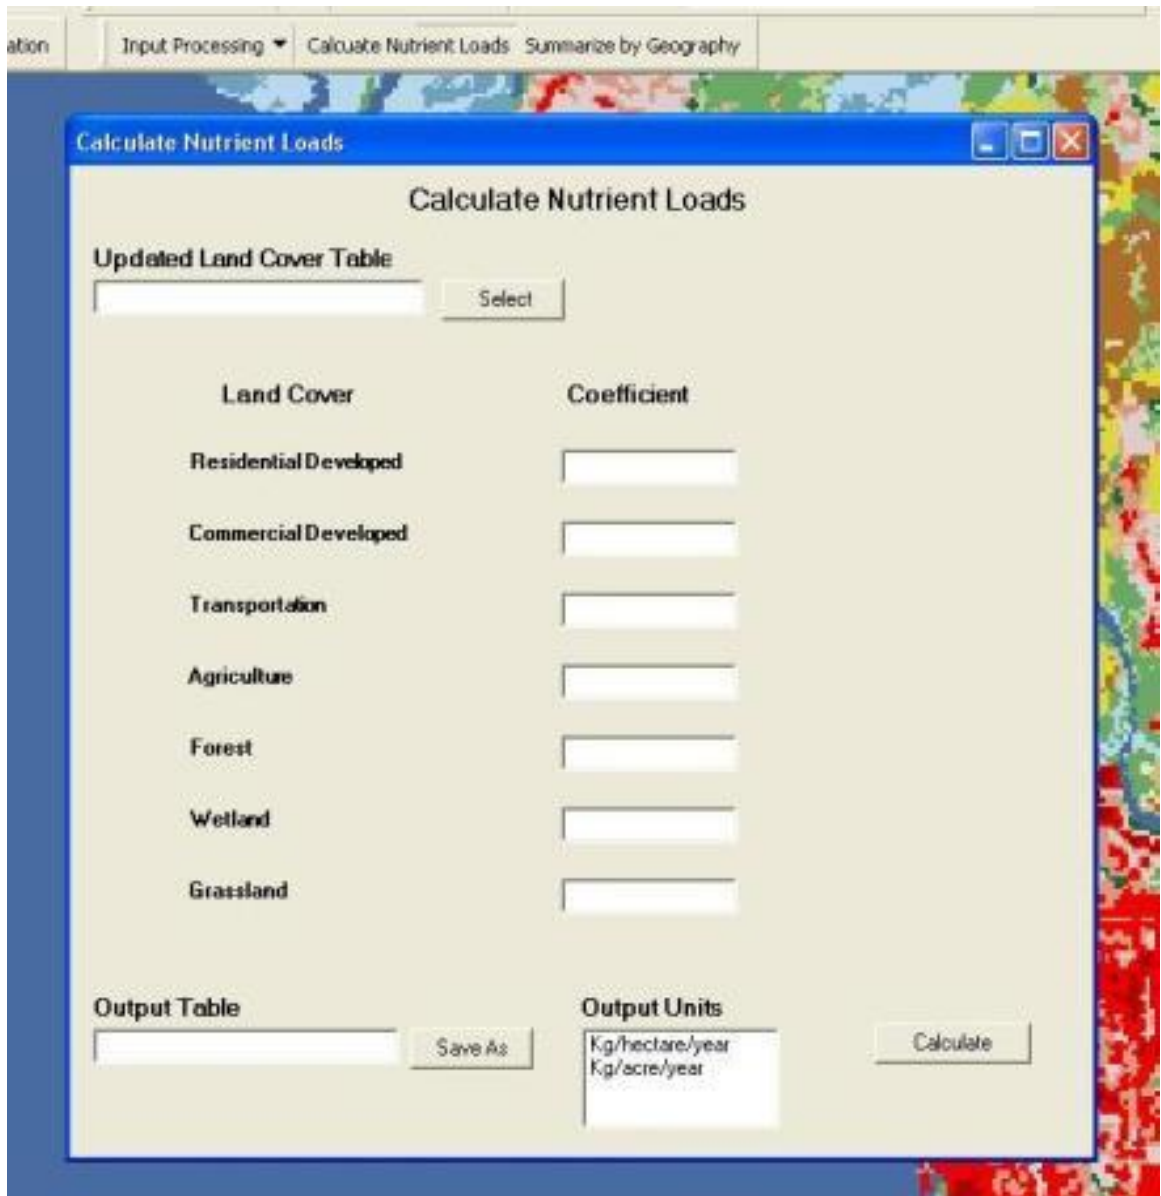 ation Input Processing Calcuate Nutrient Loads Summarize by Geography
Calculate Nutrient Loads
Calculate Nutrient Loads
Updated Land Cover Table
Select
Land Cover Coefficient
Residential Developed
Commercial Developed
Transportation
Agriculture
Forest
Wetland
Grassland
Output Table Output Units
Save As Kg/hectare/year Calculate
Kg/acre/year